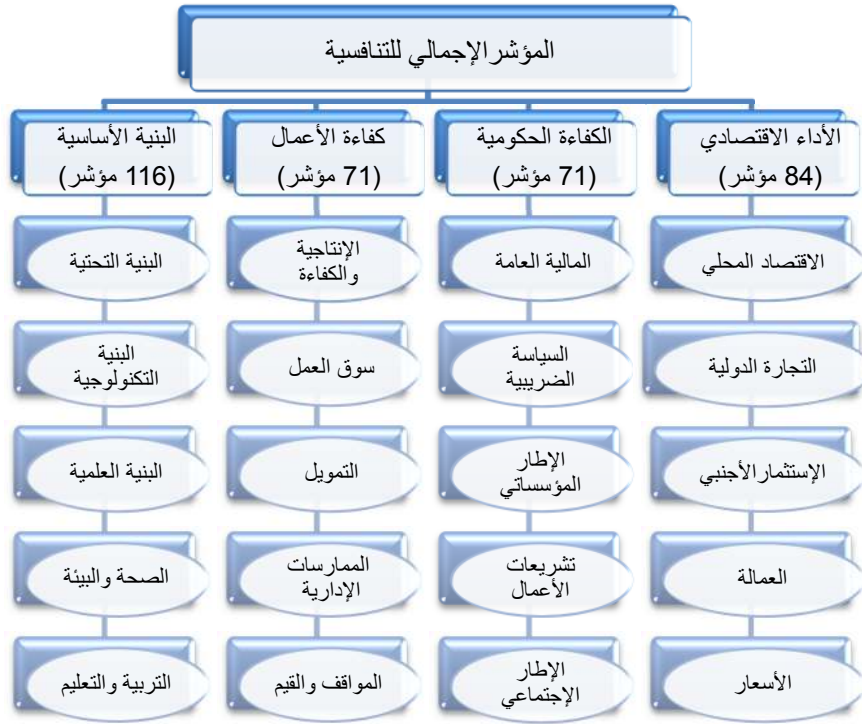 المؤشر الإجمالي للتنافسية
الأداء الاقتصادي
(84 مؤشر)
الكفاءة الحكومية
(71 مؤشر)
كفاءة الأعمال
(71 مؤشر)
البنية الأساسية
(116 مؤشر)
الاقتصاد المحلي
المالية العامة
الإنتاجية
والكفاءة
البنية التحتية
التجارة الدولية
السياسة
الضريبية
سوق العمل
البنية
التكنولوجية
الإستثمار الأجنبي
الإطار
المؤسساتي
التمويل
البنية العلمية
العمالة
تشريعات
الأعمال
الممارسات
الإدارية
الصحة والبيئة
الأسعار
الإطار
الإجتماعي
المواقف والقيم
التربية والتعليم